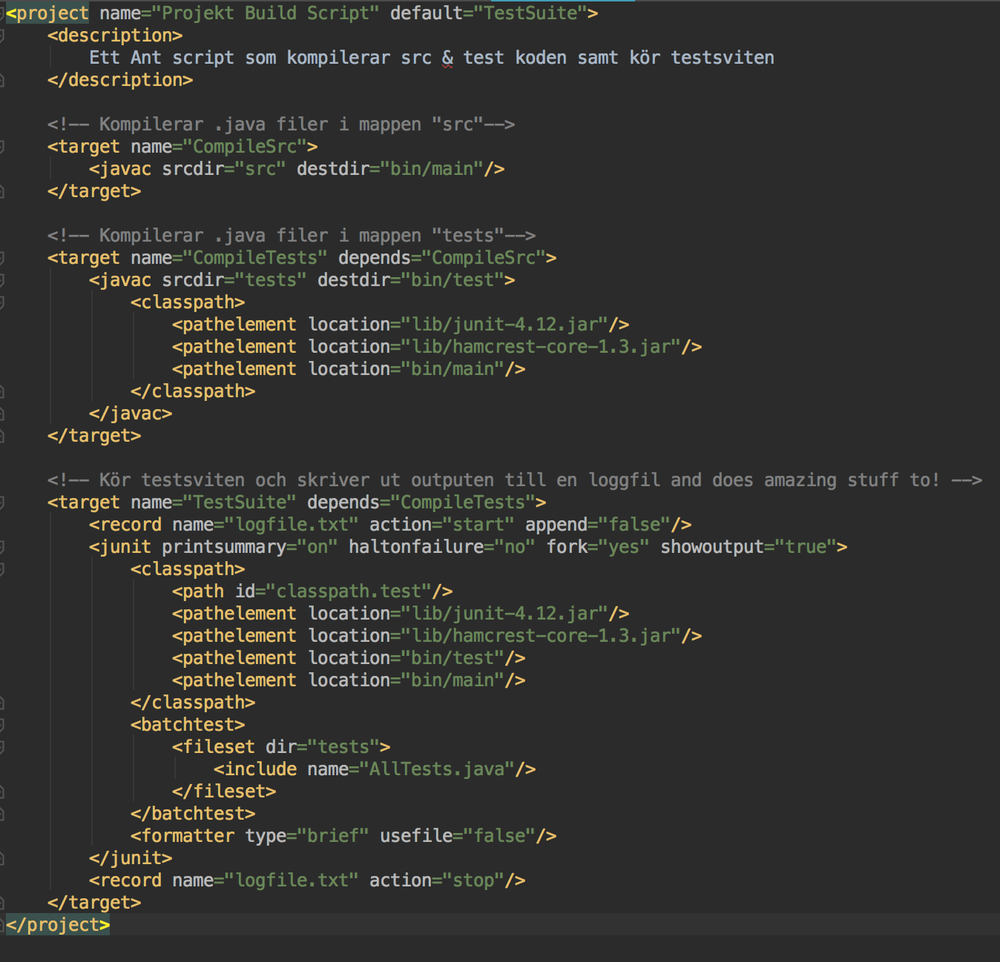 <project name="Projekt Build Script" default="TestSuite">
    <description>
        Ett Ant script som kompilerar src & test koden samt kör testsviten
    </description>

    <!-- Kompilerar .java filer i mappen "src"-->
    <target name="CompileSrc">
        <javac srcdir="src" destdir="bin/main"/>
    </target>

    <!-- Kompilerar .java filer i mappen "tests"-->
    <target name="CompileTests" depends="CompileSrc">
        <javac srcdir="tests" destdir="bin/test">
            <classpath>
                <pathelement location="lib/junit-4.12.jar"/>
                <pathelement location="lib/hamcrest-core-1.3.jar"/>
                <pathelement location="bin/main"/>
            </classpath>
        </javac>
    </target>

    <!-- Kör testsviten och skriver ut outputen till en loggfil and does amazing stuff to! -->
    <target name="TestSuite" depends="CompileTests">
        <record name="logfile.txt" action="start" append="false"/>
        <junit printsummary="on" haltonfailure="no" fork="yes" showoutput="true">
            <classpath>
                <path id="classpath.test"/>
                <pathelement location="lib/junit-4.12.jar"/>
                <pathelement location="lib/hamcrest-core-1.3.jar"/>
                <pathelement location="bin/test"/>
                <pathelement location="bin/main"/>
            </classpath>
            <batchtest>
                <fileset dir="tests">
                    <include name="AllTests.java"/>
                </fileset>
            </batchtest>
            <formatter type="brief" usefile="false"/>
        </junit>
        <record name="logfile.txt" action="stop"/>
    </target>
</project>